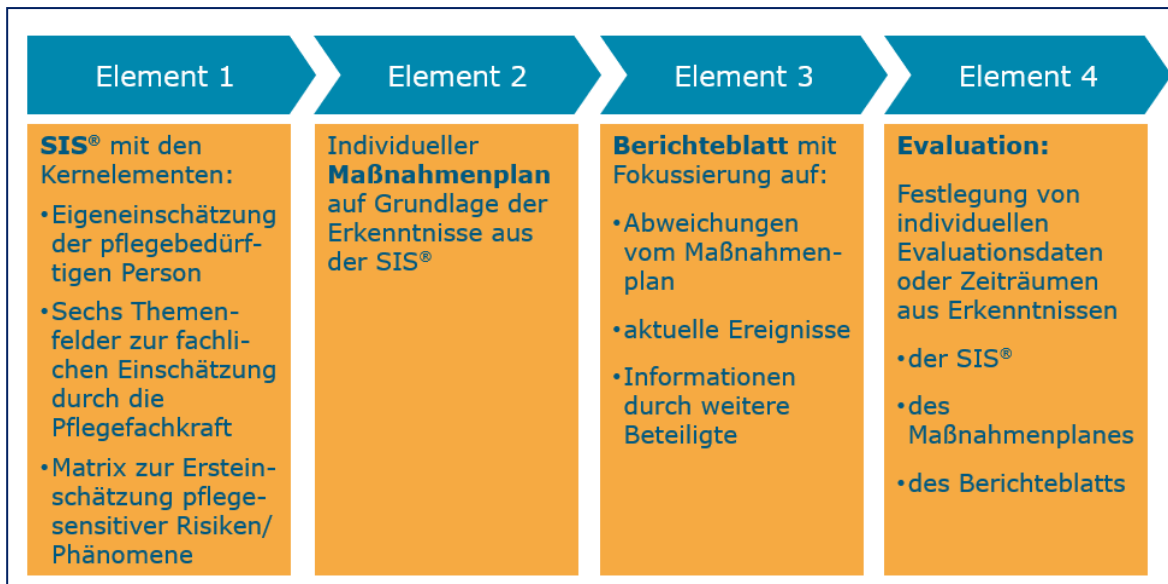 Element 1
SIS® mit den
Kernelementen:
•Eigeneinschätzung
der pflegebedürf-
tigen Person
•Sechs Themen-
felder zur fachli-
chen Einschätzung
durch die
Pflegefachkraft
•Matrix zur Erstein-
schätzung pflege-
sensitiver Risiken/
Phänomene
Element 2
Individueller
Maßnahmenplan
auf Grundlage der
Erkenntnisse aus
der SIS®
Element 3
Berichteblatt mit
Fokussierung auf:
•Abweichungen
vom Maßnahmen-
plan
•aktuelle Ereignisse
•Informationen
durch weitere
Beteiligte
Element 4
Evaluation:
Festlegung von
individuellen
Evaluationsdaten
oder Zeiträumen
aus Erkenntnissen
•der SIS®
•des
Maßnahmenplanes
•des Berichteblatts